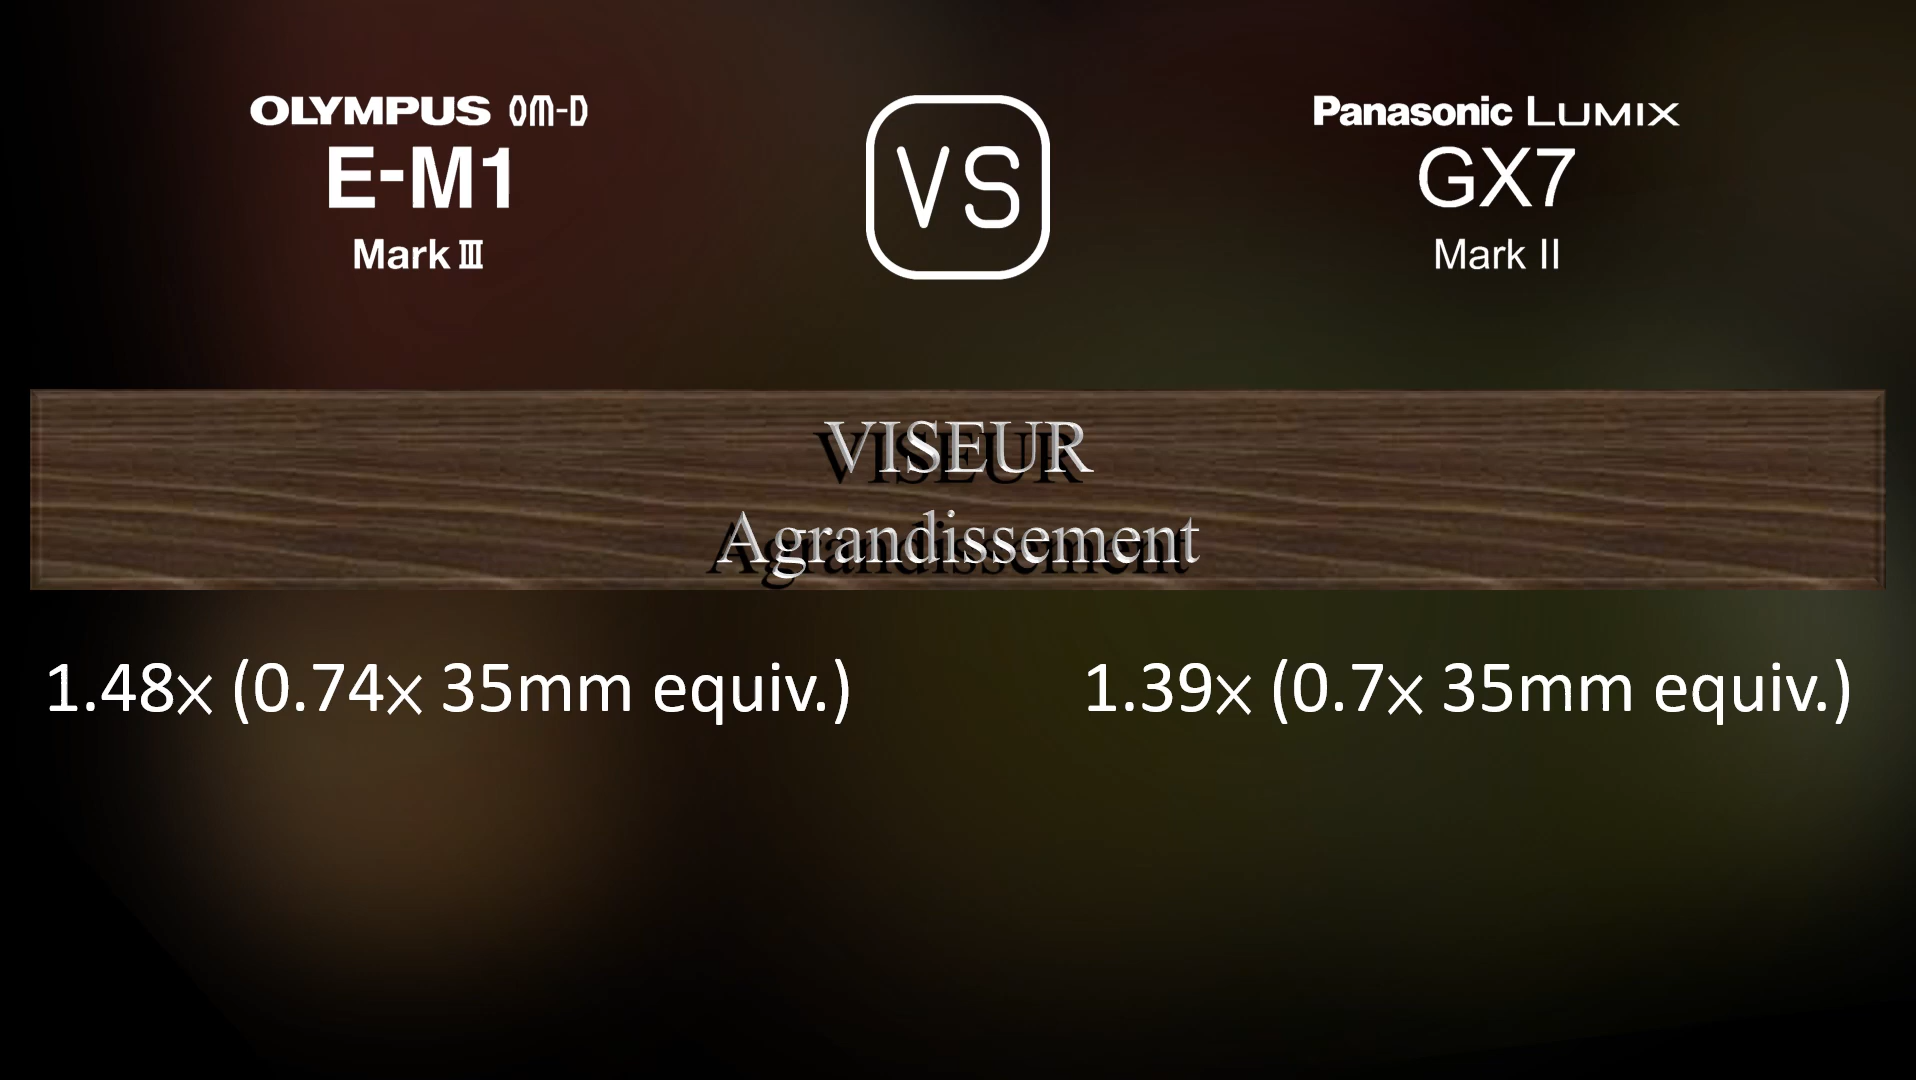 OLYMPUS OM-D
E-M1
Mark III
VS
Panasonic LUMIX
GX7
Mark II
VISEUR
Agrandissement
1.48x (0.74x 35mm equiv.)
1.39x (0.7x 35mm equiv.)